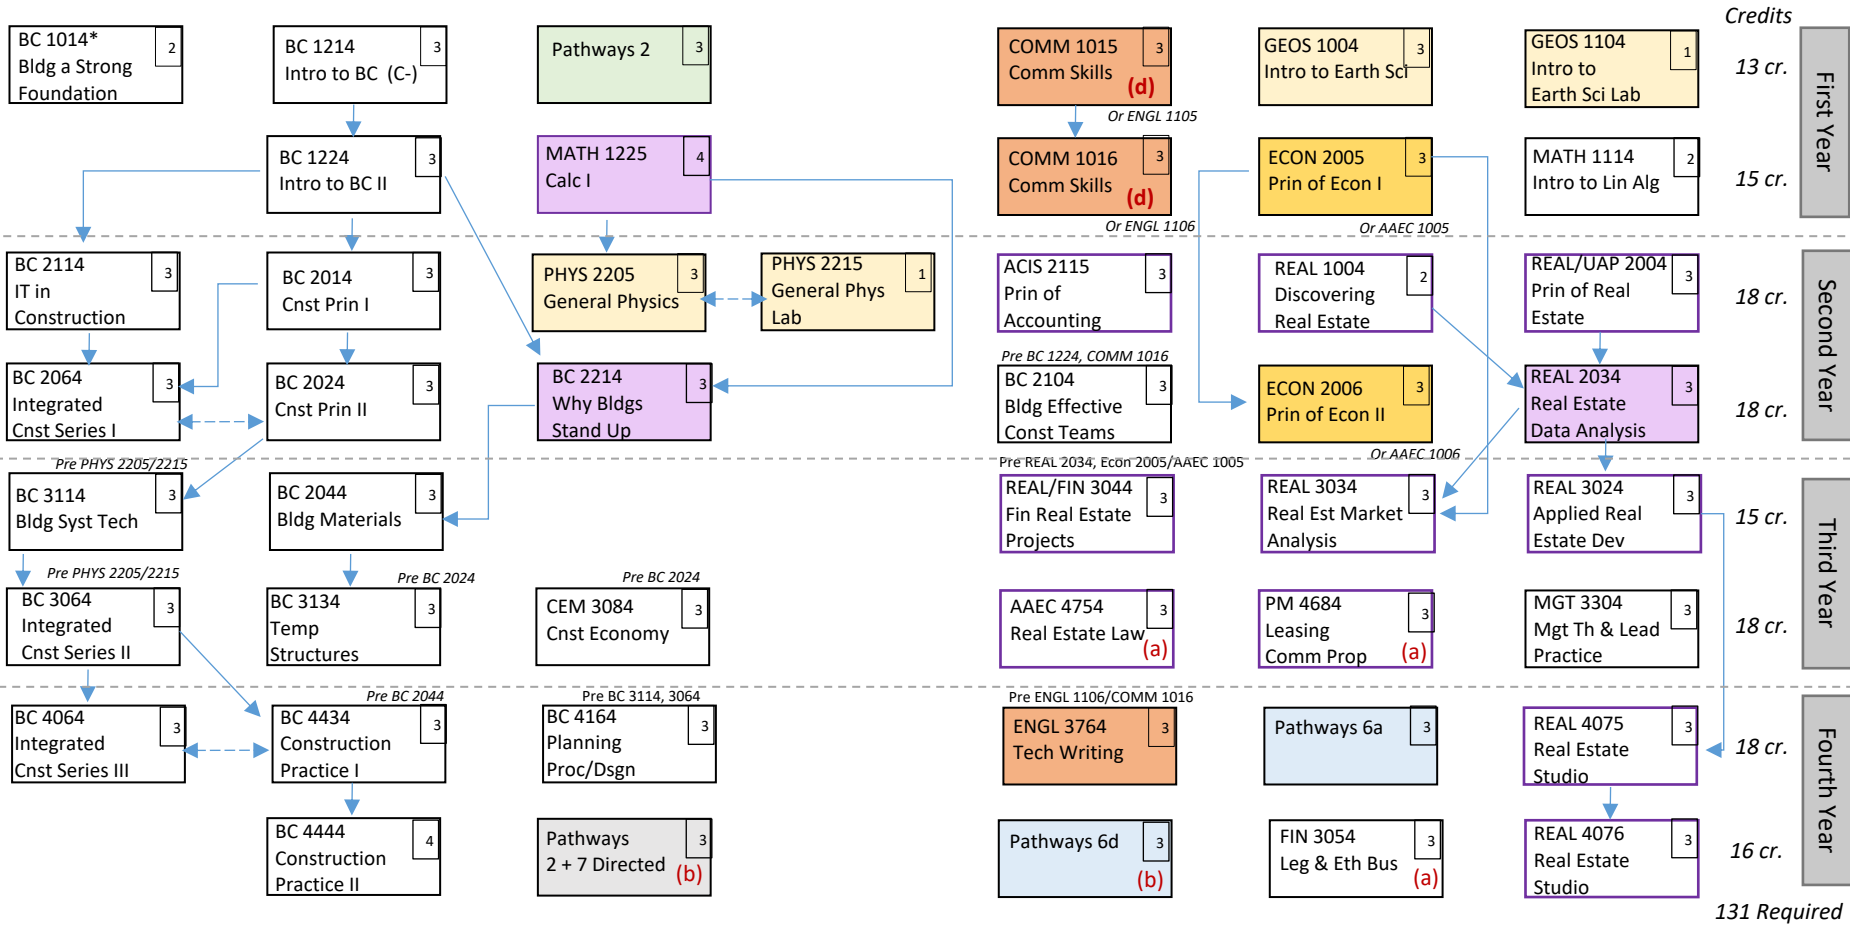 Credits
BC 1014*
Bldg a Strong
Foundation
2
BC 1214
Intro to BC (C-)
3
Pathways 2
3
COMM 1015
Comm Skills
(d)
3
Or ENGL 1105
GEOS 1004
Intro to Earth Sci
3
GEOS 1104
Intro to
Earth Sci Lab
1
13 cr.
First Year
BC 1224
Intro to BC II
3
MATH 1225
Calc I
4
COMM 1016
Comm Skills
(d)
3
Or ENGL 1106
ECON 2005
Prin of Econ I
3
Or AAEC 1005
MATH 1114
Intro to Lin Alg
2
15 cr.
BC 2114
IT in
Construction
3
BC 2014
Cnst Prin I
3
PHYS 2205
General Physics
3
PHYS 2215
General Phys
Lab
1
ACIS 2115
Prin of
Accounting
3
REAL 1004
Discovering
Real Estate
2
REAL/UAP 2004
Prin of Real
Estate
3
18 cr.
Second Year
BC 2064
Integrated
Cnst Series I
3
BC 2024
Cnst Prin II
3
BC 2214
Why Bldgs
Stand Up
3
Pre BC 1224, COMM 1016
BC 2104
Bldg Effective
Const Teams
3
ECON 2006
Prin of Econ II
3
Or AAEC 1006
REAL 2034
Real Estate
Data Analysis
3
18 cr.
Pre PHYS 2205/2215
BC 3114
Bldg Syst Tech
3
BC 2044
Bldg Materials
3
Pre REAL 2034, Econ 2005/AAEC 1005
REAL/FIN 3044
Fin Real Estate
Projects
3
REAL 3034
Real Est Market
Analysis
3
REAL 3024
Applied Real
Estate Dev
3
15 cr.
Third Year
Pre PHYS 2205/2215
BC 3064
Integrated
Cnst Series II
3
Pre BC 2024
BC 3134
Temp
Structures
3
Pre BC 2024
CEM 3084
Cnst Economy
3
AAEC 4754
Real Estate Law
(a)
3
PM 4684
Leasing
Comm Prop
(a)
3
MGT 3304
Mgt Th & Lead
Practice
3
18 cr.
BC 4064
Integrated
Cnst Series III
3
Pre BC 2044
BC 4434
Construction
Practice I
3
Pre BC 3114, 3064
BC 4164
Planning
Proc/Dsgn
3
Pre ENGL 1106/COMM 1016
ENGL 3764
Tech Writing
3
Pathways 6a
3
REAL 4075
Real Estate
Studio
3
18 cr.
Fourth Year
BC 4444
Construction
Practice II
4
Pathways
2 + 7 Directed
(b)
3
Pathways 6d
(b)
3
FIN 3054
Leg & Eth Bus
(a)
3
REAL 4076
Real Estate
Studio
3
16 cr.
131 Required